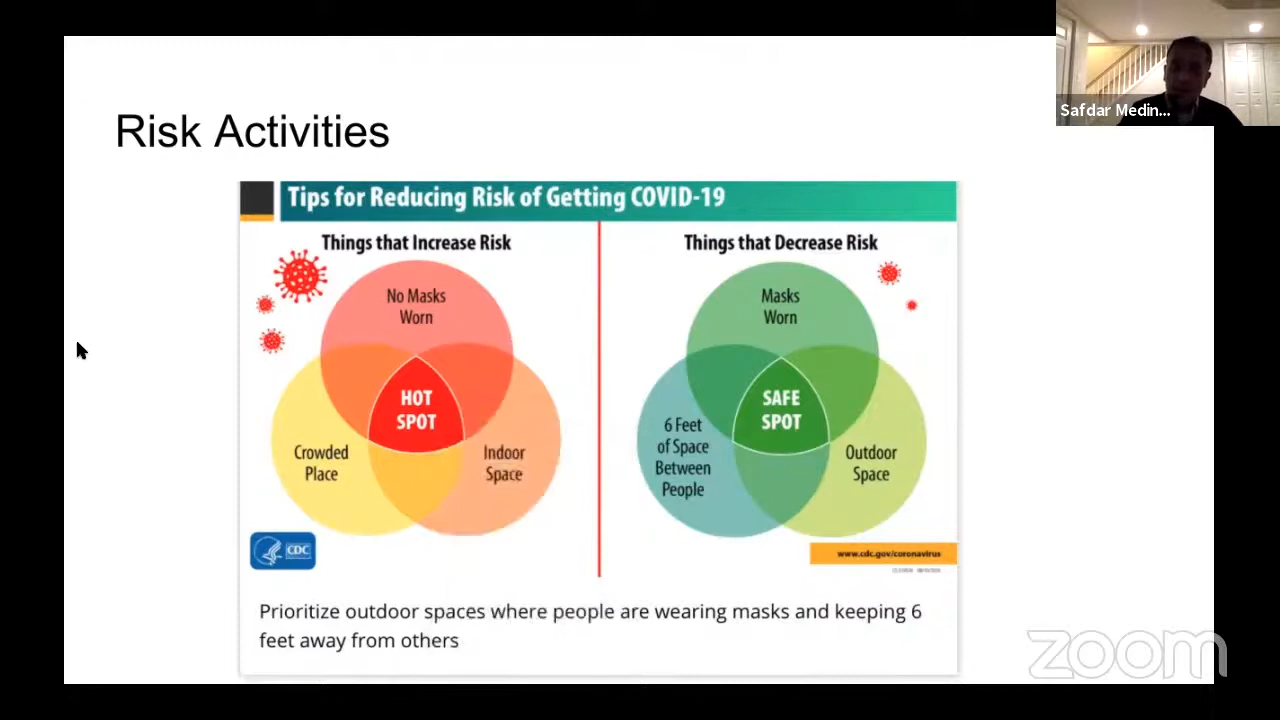 Safdar Medin...
Risk Activities
Tips for Reducing Risk of Getting COVID-19
Things that Increase Risk
No Masks
Worn
HOT
SPOT
Crowded
Place
Indoor
Space
CDC
Things that Decrease Risk
Masks
Worn
SAFE
SPOT
6 Feet
of Space
Between
People
Outdoor
Space
www.cdc.gov/coronavirus
Prioritize outdoor spaces where people are wearing masks and keeping 6
feet away from others
zoom